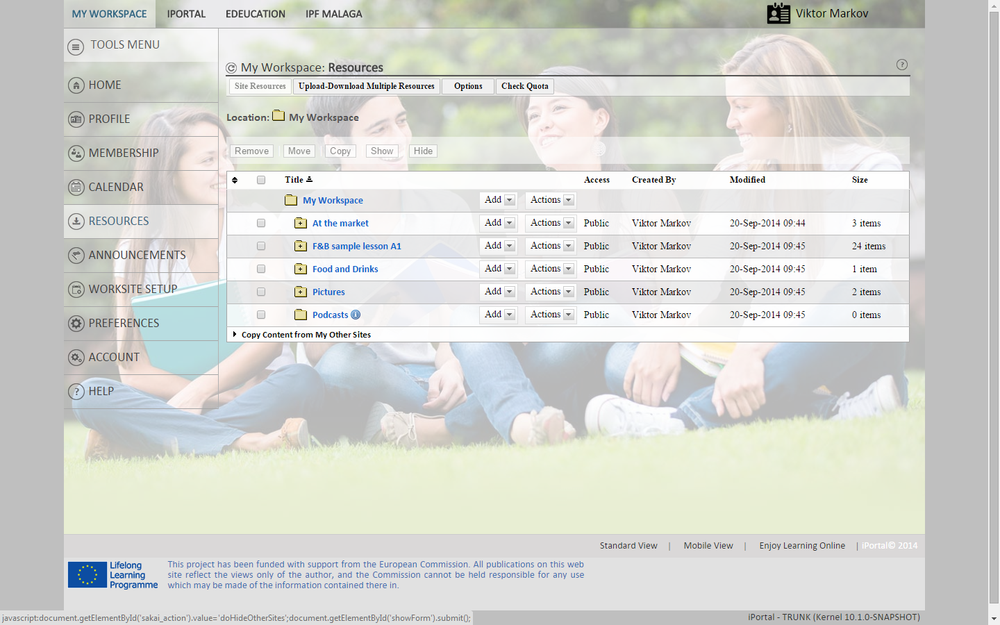 MY WORKSPACE IPORTAL EDEUCATION IPF MALAGA Viktor Markov
TOOLS MENU
HOME
PROFILE
MEMBERSHIP
CALENDAR
RESOURCES
ANNOUNCEMENTS
WORKSITE SETUP
PREFERENCES
ACCOUNT
? HELP
My Workspace: Resources ?
Site Resources Upload-Download Multiple Resources Options Check Quota
Location: My Workspace
Remove Move Copy Show Hide
Title Access Created By Modified Size
My Workspace Add Actions
At the market Add Actions Public Viktor Markov 20-Sep-2014 09:44 3 items
F&B sample lesson A1 Add Actions Public Viktor Markov 20-Sep-2014 09:45 24 items
Food and Drinks Add Actions Public Viktor Markov 20-Sep-2014 09:45 1 item
Pictures Add Actions Public Viktor Markov 20-Sep-2014 09:45 2 items
Podcasts Add Actions Public Viktor Markov 20-Sep-2014 09:45 0 items
Copy Content from My Other Sites
Standard View | Mobile View | Enjoy Learning Online | iPortal© 2014
Lifelong
Learning
Programme
This project has been funded with support from the European Commission. All publications on this web
site reflect the views only of the author, and the Commission cannot be held responsible for any use
which may be made of the information contained there in.
javascript:document.getElementById('sakai_action').value='doHideOtherSites';document.getElementById('showForm').submit();
iPortal - TRUNK (Kernel 10.1.0-SNAPSHOT)